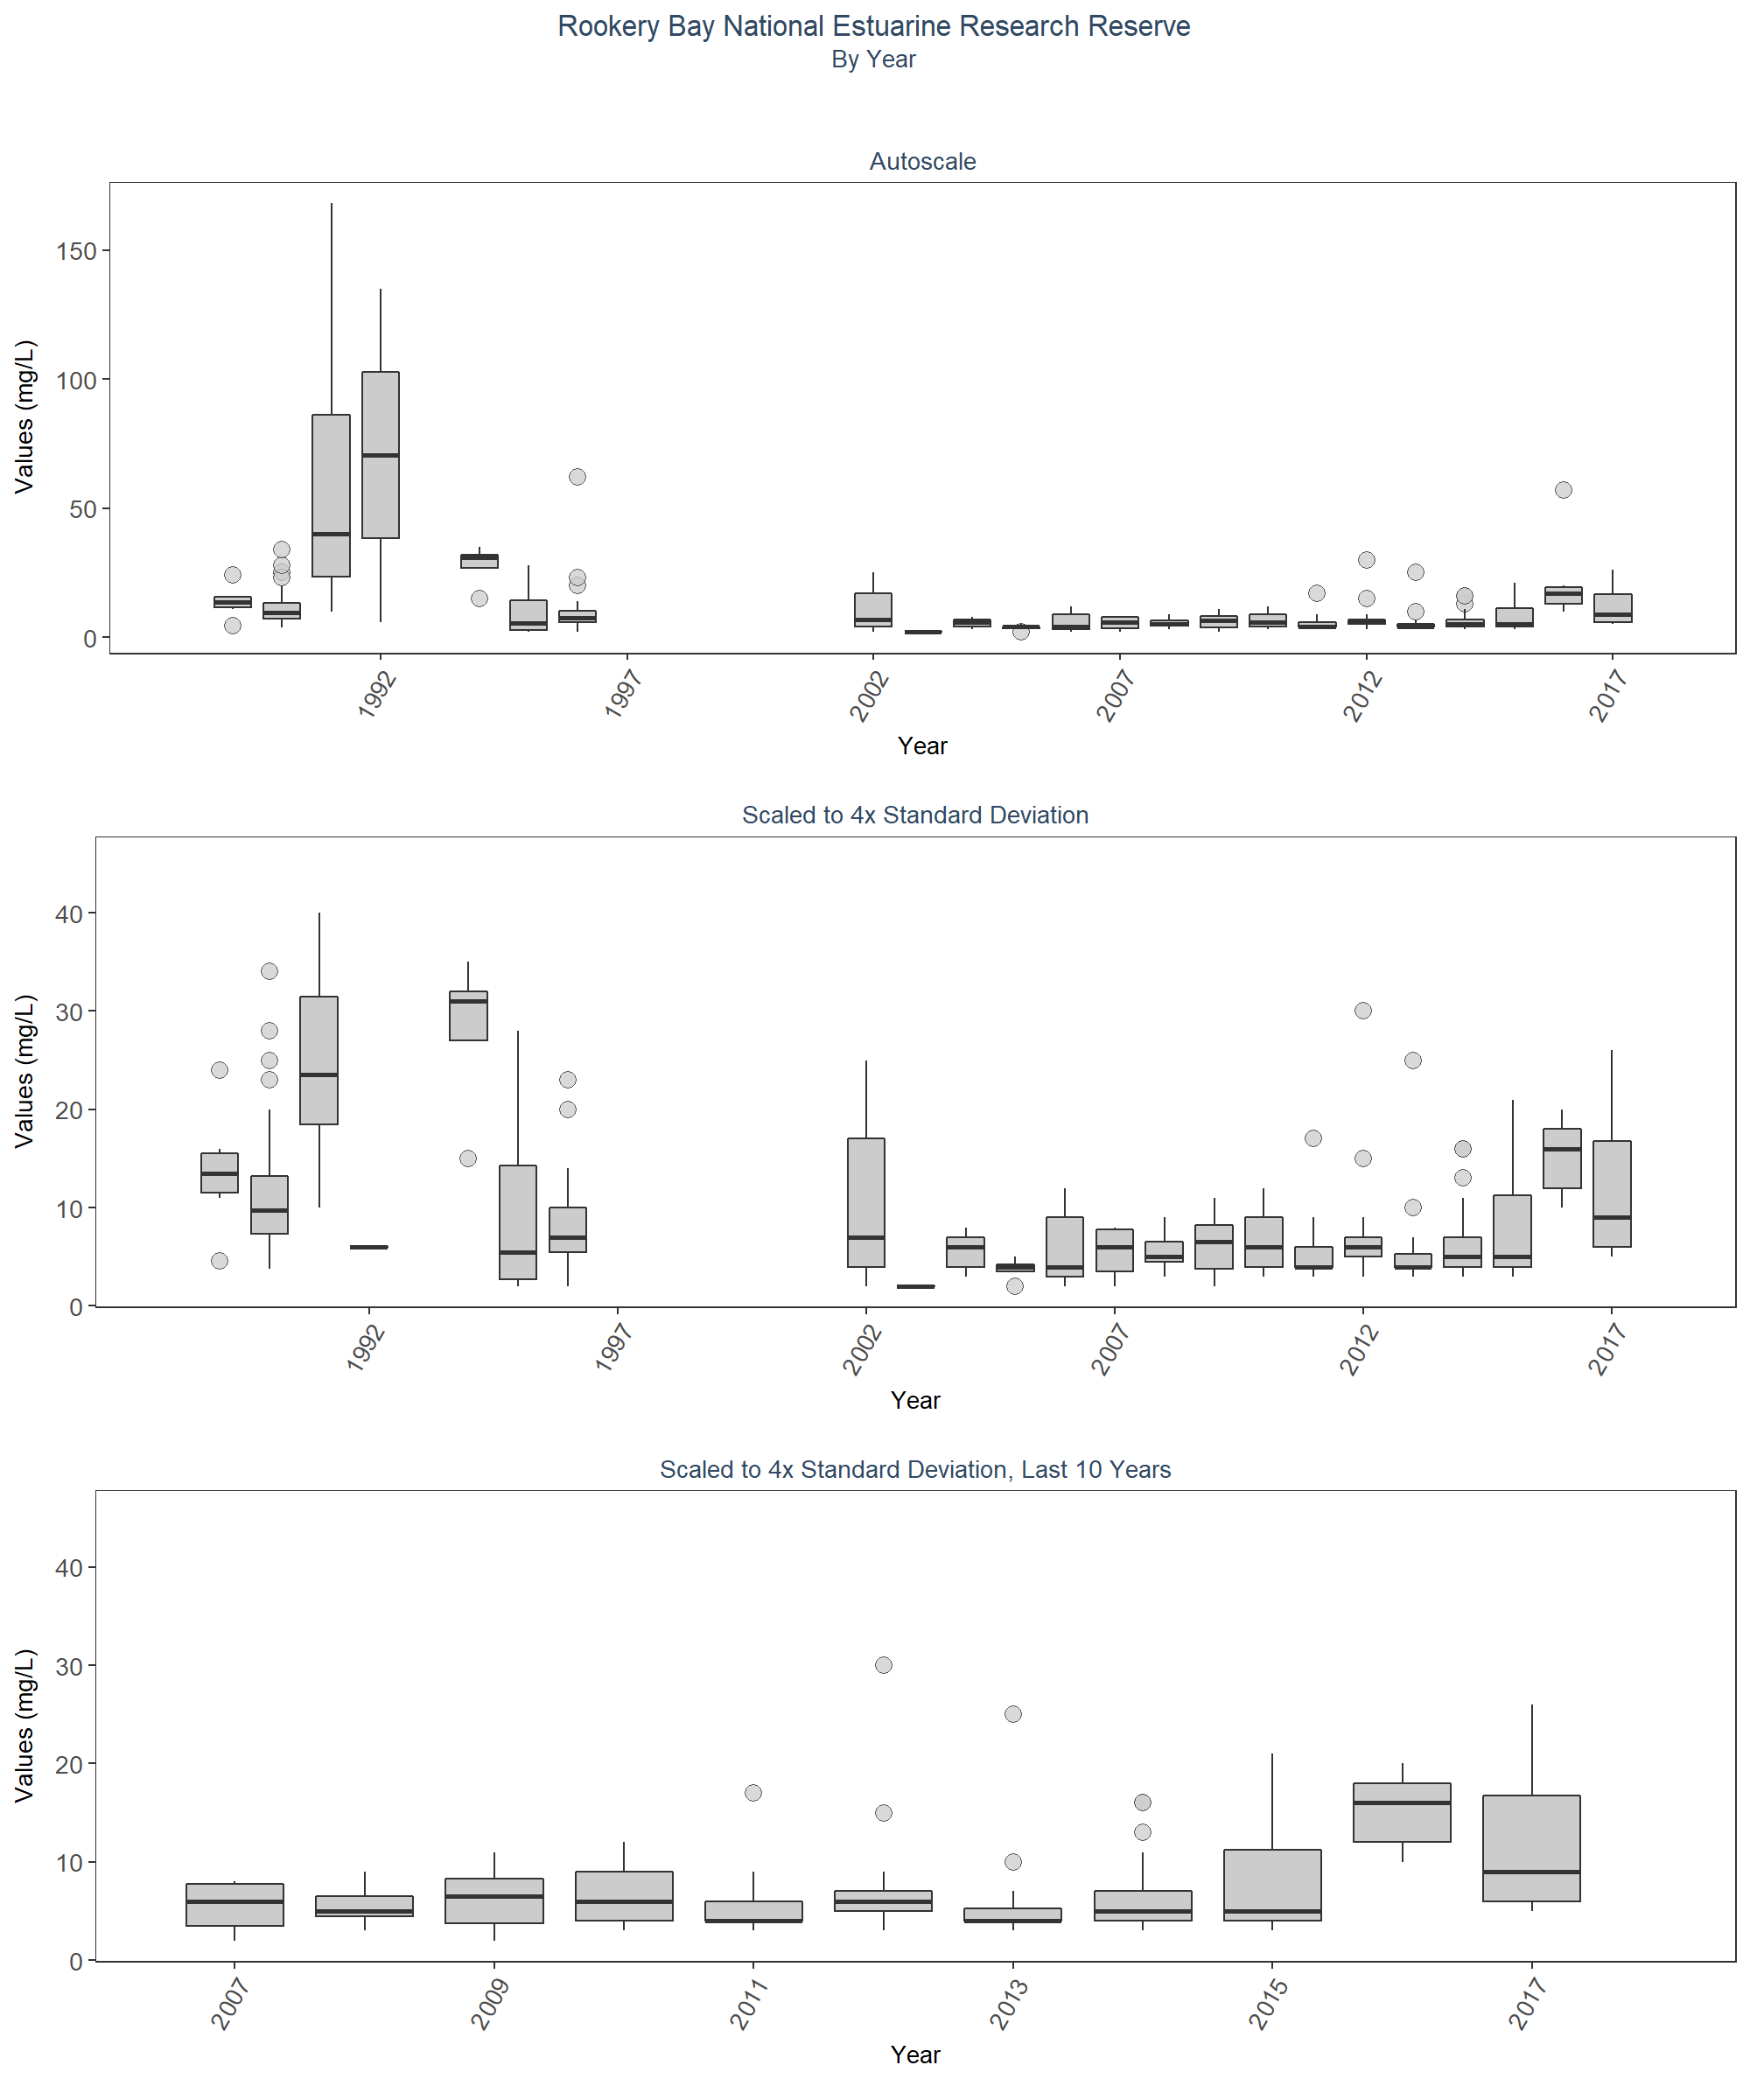 Rookery Bay National Estuarine Research Reserve
By Year
Autoscale
Values (mg/L)
150
100
50
0
1992
1997
2002
2007
2012
2017
Year
Scaled to 4x Standard Deviation
Values (mg/L)
40
30
20
10
0
1992
1997
2002
2007
2012
2017
Year
Scaled to 4x Standard Deviation, Last 10 Years
Values (mg/L)
40
30
20
10
0
2007
2009
2011
2013
2015
2017
Year